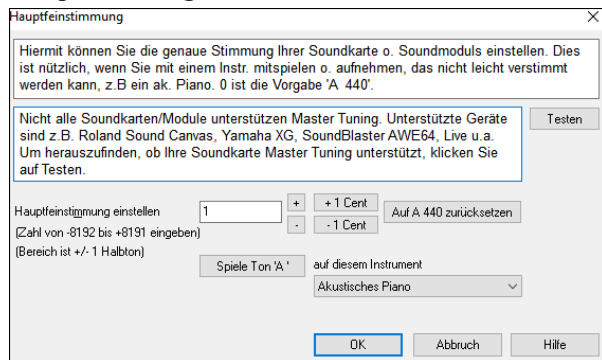 Hauptfeinstimmung
Hiermit können Sie die genaue Stimmung Ihrer Soundkarte o. Soundmoduls einstellen. Dies
ist nützlich, wenn Sie mit einem Instr. mitspielen o. aufnehmen, das nicht leicht verstimmt
werden kann, z.B ein ak. Piano. 0 ist die Vorgabe 'A 440'.
Nicht alle Soundkarten/Module unterstützen Master Tuning. Unterstützte Geräte
sind z.B. Roland Sound Canvas, Yamaha XG, SoundBlaster AWE64, Live u.a.
Um herauszufinden, ob Ihre Soundkarte Master Tuning unterstützt, klicken Sie
auf Testen.
Testen
Hauptfeinstimmung einstellen
1
+
+ 1 Cent
-
- 1 Cent
Auf A 440 zurücksetzen
(Zahl von -8192 bis +8191 eingeben)
(Bereich ist +/- 1 Halbton)
Spiele Ton 'A '
auf diesem Instrument
Akustisches Piano
OK
Abbruch
Hilfe